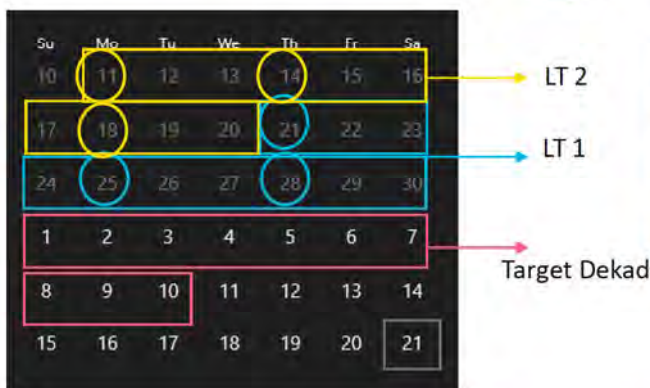 Su Mo Tu We Th Fr Sa
10 11 12 13 14 15 16
LT 2
17 18 19 20 21 22 23
LT 1
24 25 26 27 28 29 30
1 2 3 4 5 6 7
Target Dekad
8 9 10 11 12 13 14
15 16 17 18 19 20 21